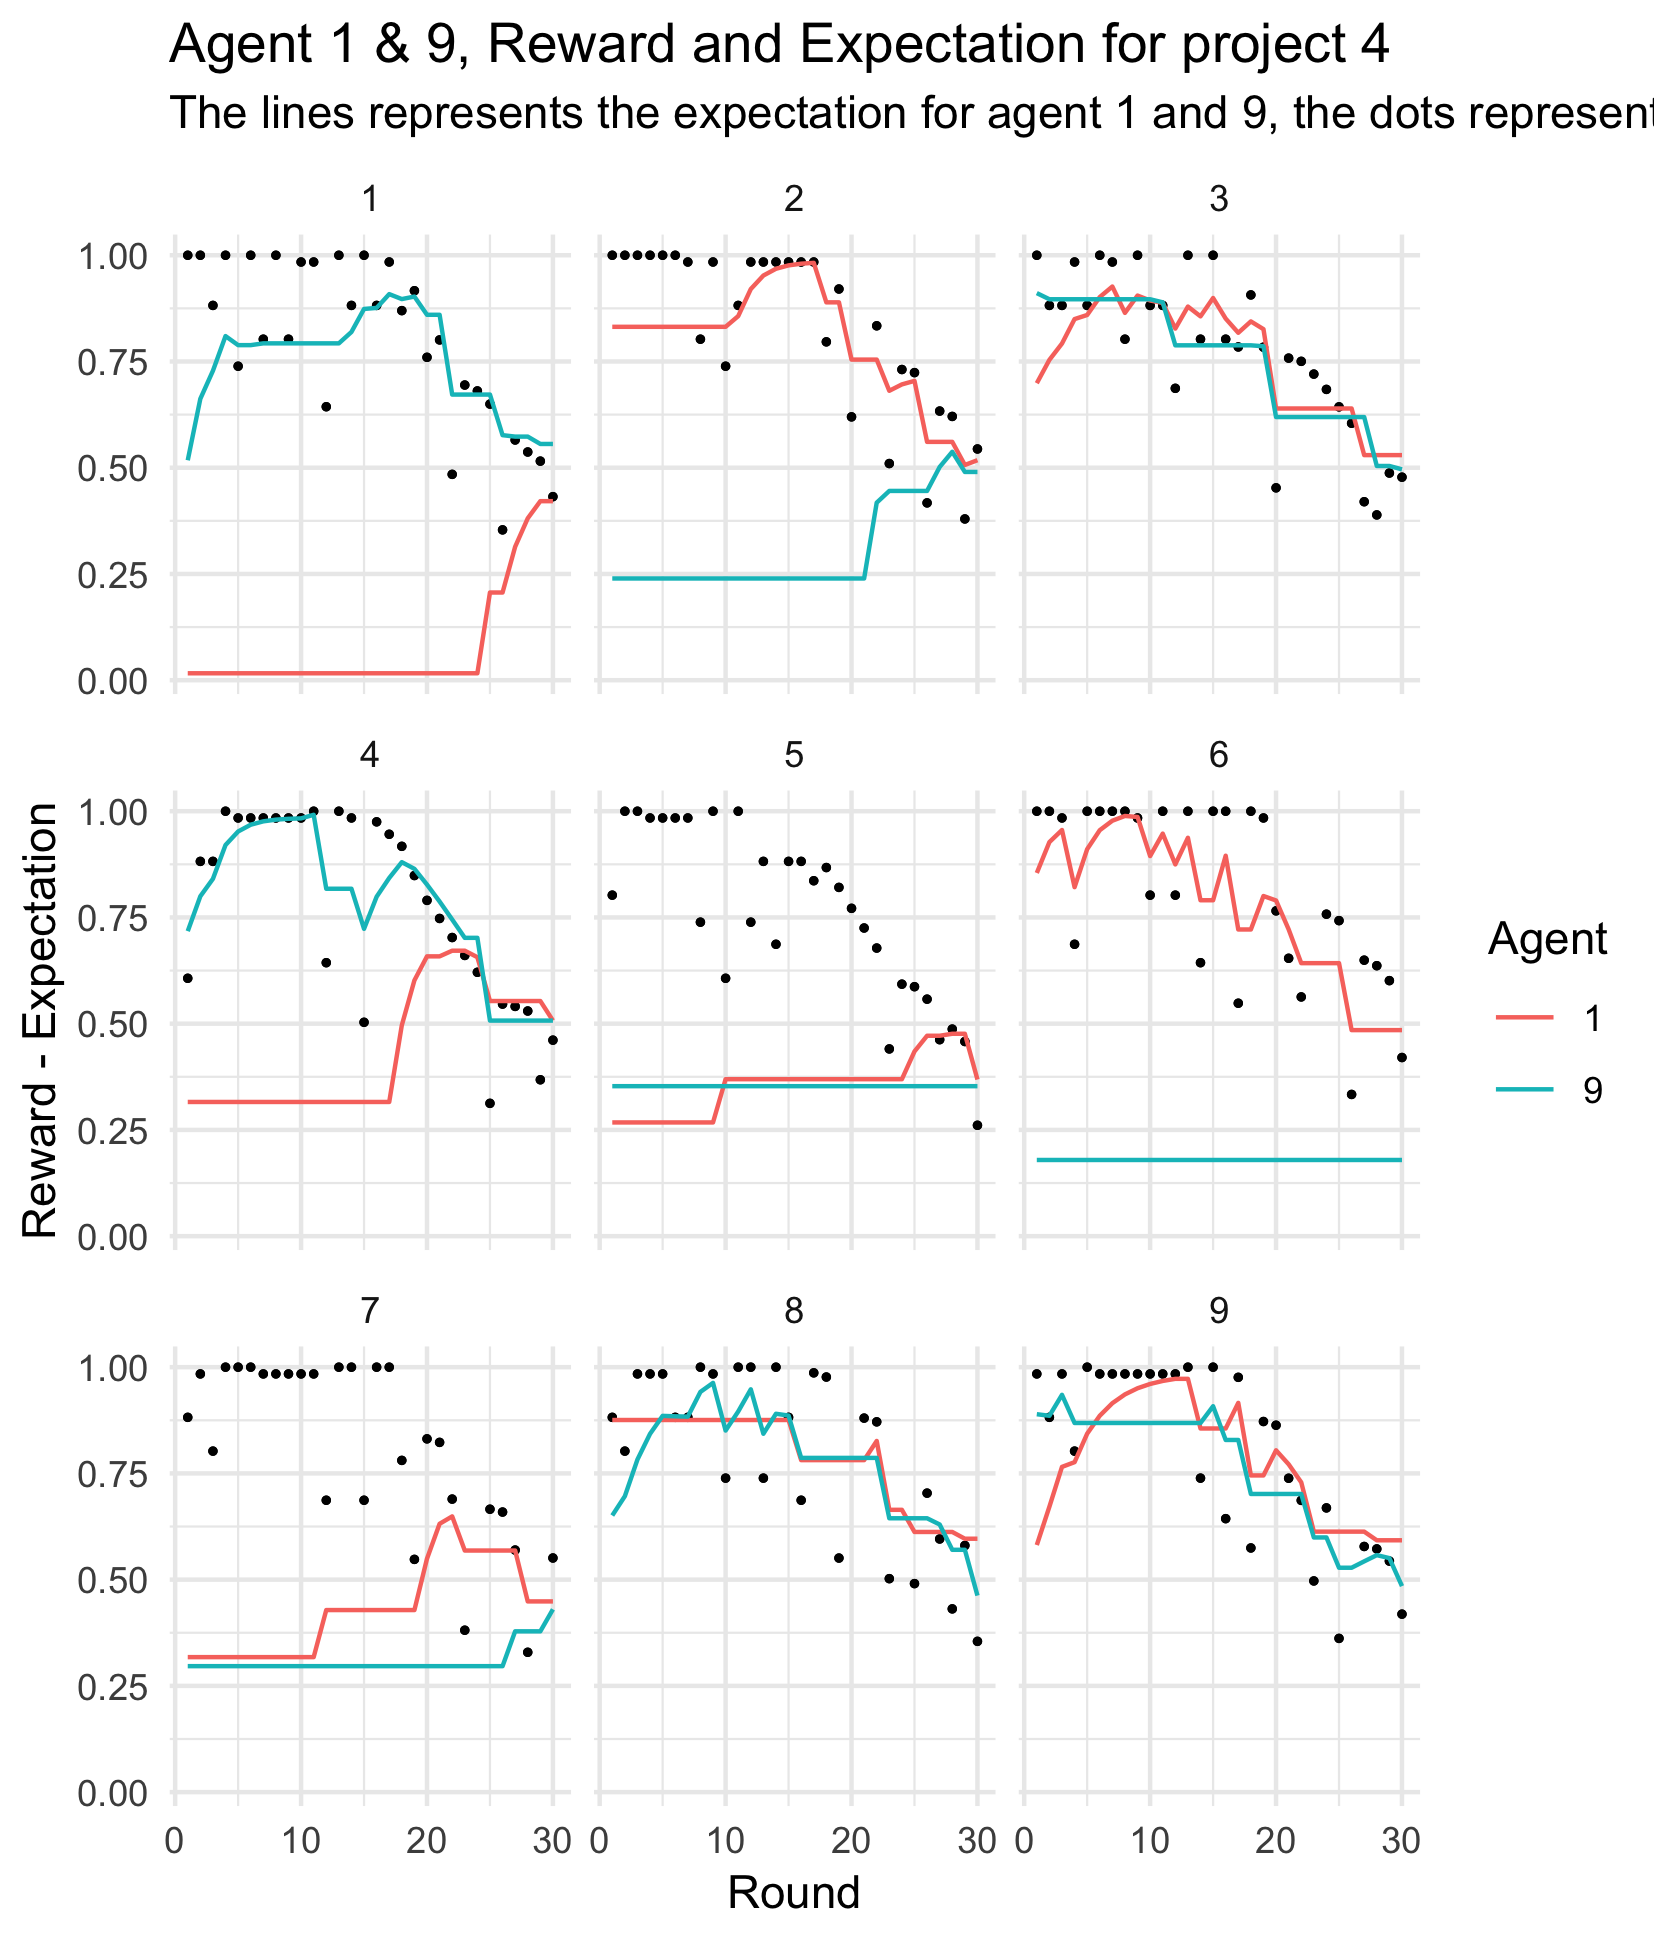 Agent 1 & 9, Reward and Expectation for project 4
The lines represents the expectation for agent 1 and 9, the dots represent
1 2 3
1.00
0.75
0.50
0.25
0.00
4 5 6
1.00
0.75
0.50
0.25
0.00
7 8 9
1.00
0.75
0.50
0.25
0.00
0 10 20 30 0 10 20 30 0 10 20 30
Round
Reward - Expectation
Agent
1
9